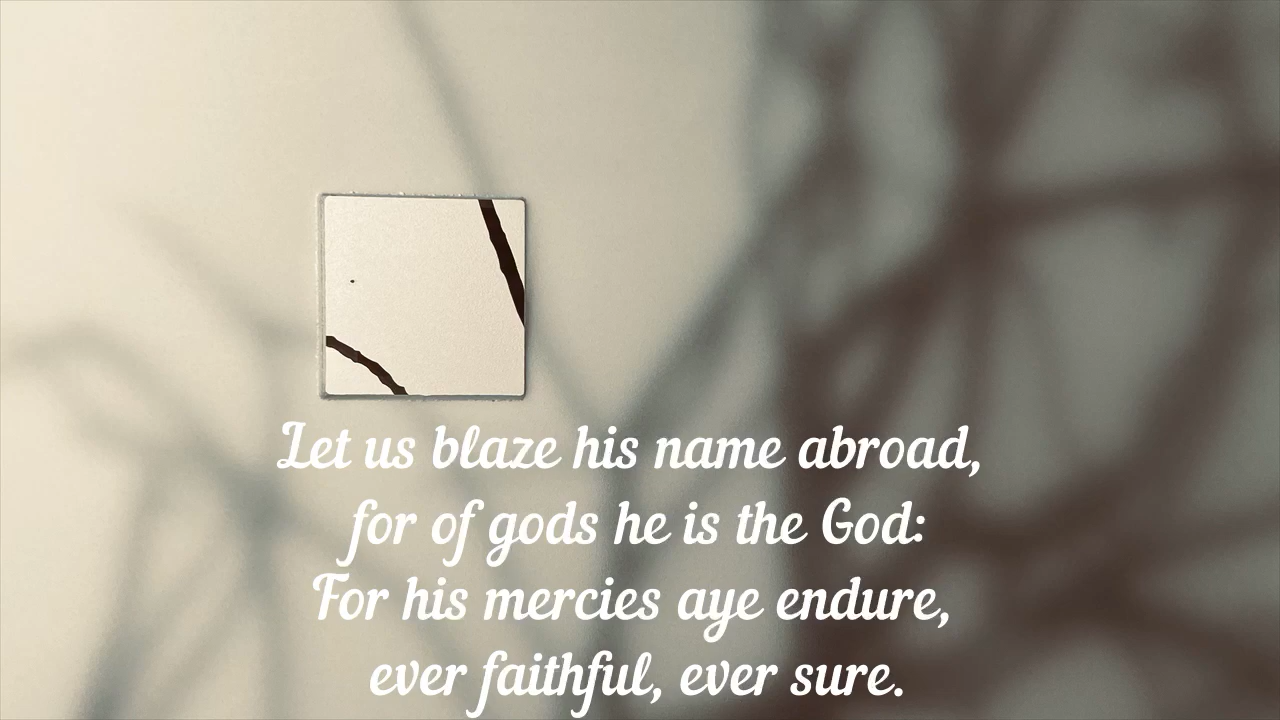 Let us blaze his name abroad,
for of gods he is the God:
For his mercies aye endure,
ever faithful, ever sure.